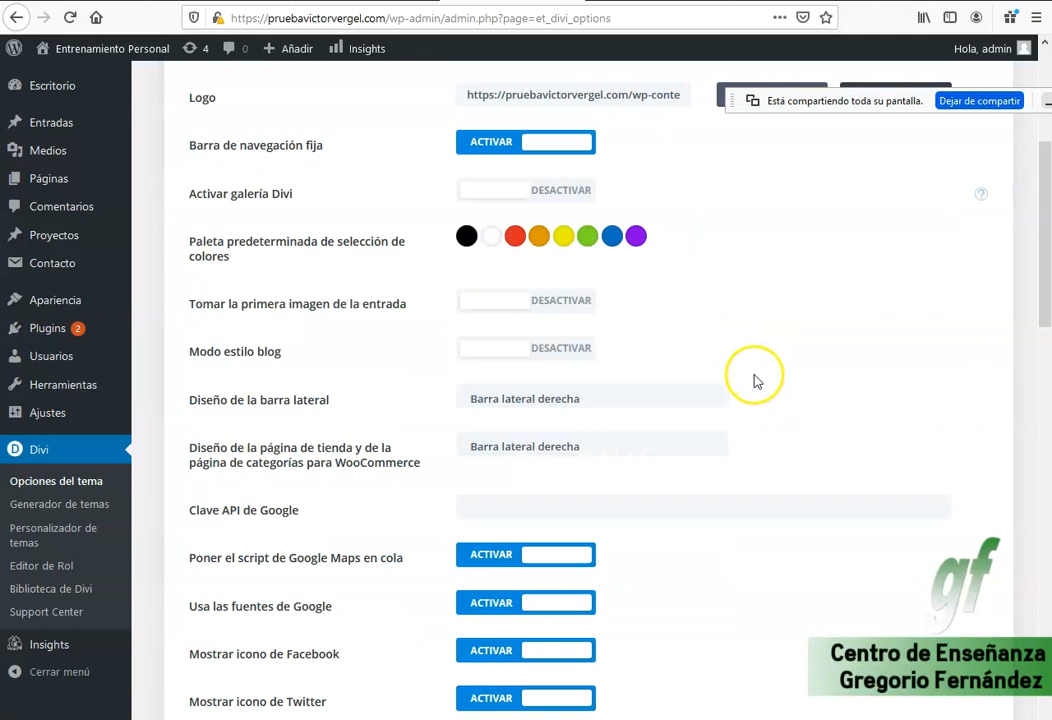 https://pruebavictorvergel.com/wp-admin/admin.php?page=et_divi_options
Entrenamiento Personal
4
0
Añadir
Insights
Hola, admin
Escritorio
Entradas
Medios
Páginas
Comentarios
Proyectos
Contacto
Apariencia
Plugins 2
Usuarios
Herramientas
Ajustes
D Divi
Opciones del tema
Generador de temas
Personalizador de
temas
Editor de Rol
Biblioteca de Divi
Support Center
Insights
Cerrar menú
Logo
https://pruebavictorvergel.com/wp-conte
Está compartiendo toda su pantalla.
Dejar de compartir
Barra de navegación fija
ACTIVAR
Activar galería Divi
DESACTIVAR
?
Paleta predeterminada de selección de
colores
Tomar la primera imagen de la entrada
DESACTIVAR
Modo estilo blog
DESACTIVAR
Diseño de la barra lateral
Barra lateral derecha
Diseño de la página de tienda y de la
página de categorías para WooCommerce
Barra lateral derecha
Clave API de Google
Poner el script de Google Maps en cola
ACTIVAR
Usa las fuentes de Google
ACTIVAR
Mostrar icono de Facebook
ACTIVAR
Mostrar icono de Twitter
ACTIVAR
gf
Centro de Enseñanza
Gregorio Fernández